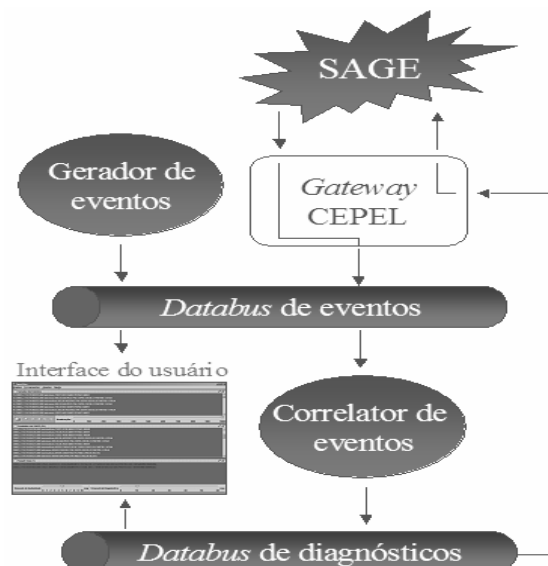 SAGE
Gerador de
eventos
Gateway
CEPEL
Databus de eventos
Interface do usuário
Correlator de
eventos
Databus de diagnósticos